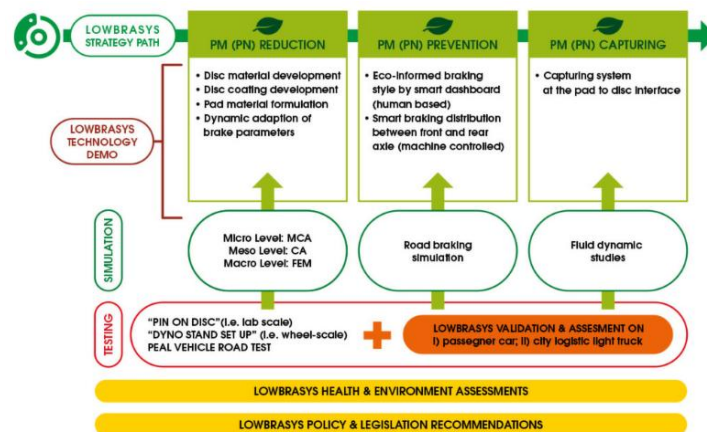 LOWBRASYS
STRATEGY PATH
PM (PN) REDUCTION
PM (PN) PREVENTION
PM (PN) CAPTURING
LOWBRASYS
TECHNOLOGY
DEMO
• Disc material development
• Disc coating development
• Pad material formulation
• Dynamic adaption of
brake parameters
• Eco-informed braking
style by smart dashboard
(human based)
• Smart braking distribution
between front and rear
axle (machine controlled)
• Capturing system
at the pad to disc interface
SIMULATION
Micro Level: MCA
Meso Level: CA
Macro Level: FEM
Road braking
simulation
Fluid dynamic
studies
TESTING
"PIN ON DISC"(i.e. lab scale)
"DYNO STAND SET UP" (i.e. wheel-scale)
PEAL VEHICLE ROAD TEST
+
LOWBRASYS VALIDATION & ASSESMENT ON
i) passegner car; ii) city logistic light truck
LOWBRASYS HEALTH & ENVIRONMENT ASSESSMENTS
LOWBRASYS POLICY & LEGISLATION RECOMMENDATIONS